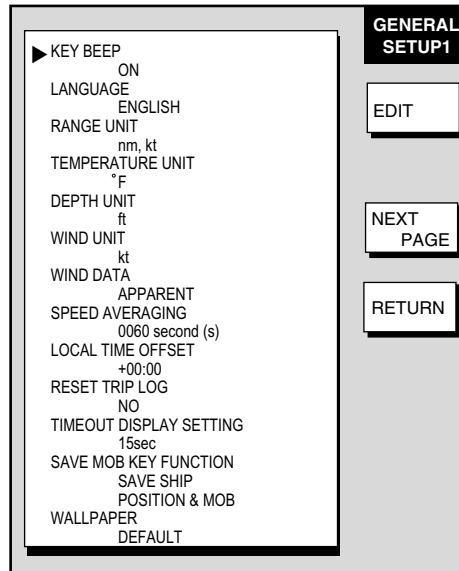 GENERAL
SETUP1
KEY BEEP
ON
LANGUAGE
ENGLISH
RANGE UNIT
nm, kt
TEMPERATURE UNIT
°F
DEPTH UNIT
ft
WIND UNIT
kt
WIND DATA
APPARENT
SPEED AVERAGING
0060 second (s)
LOCAL TIME OFFSET
+00:00
RESET TRIP LOG
NO
TIMEOUT DISPLAY SETTING
15sec
SAVE MOB KEY FUNCTION
SAVE SHIP
POSITION & MOB
WALLPAPER
DEFAULT
EDIT
NEXT
PAGE
RETURN